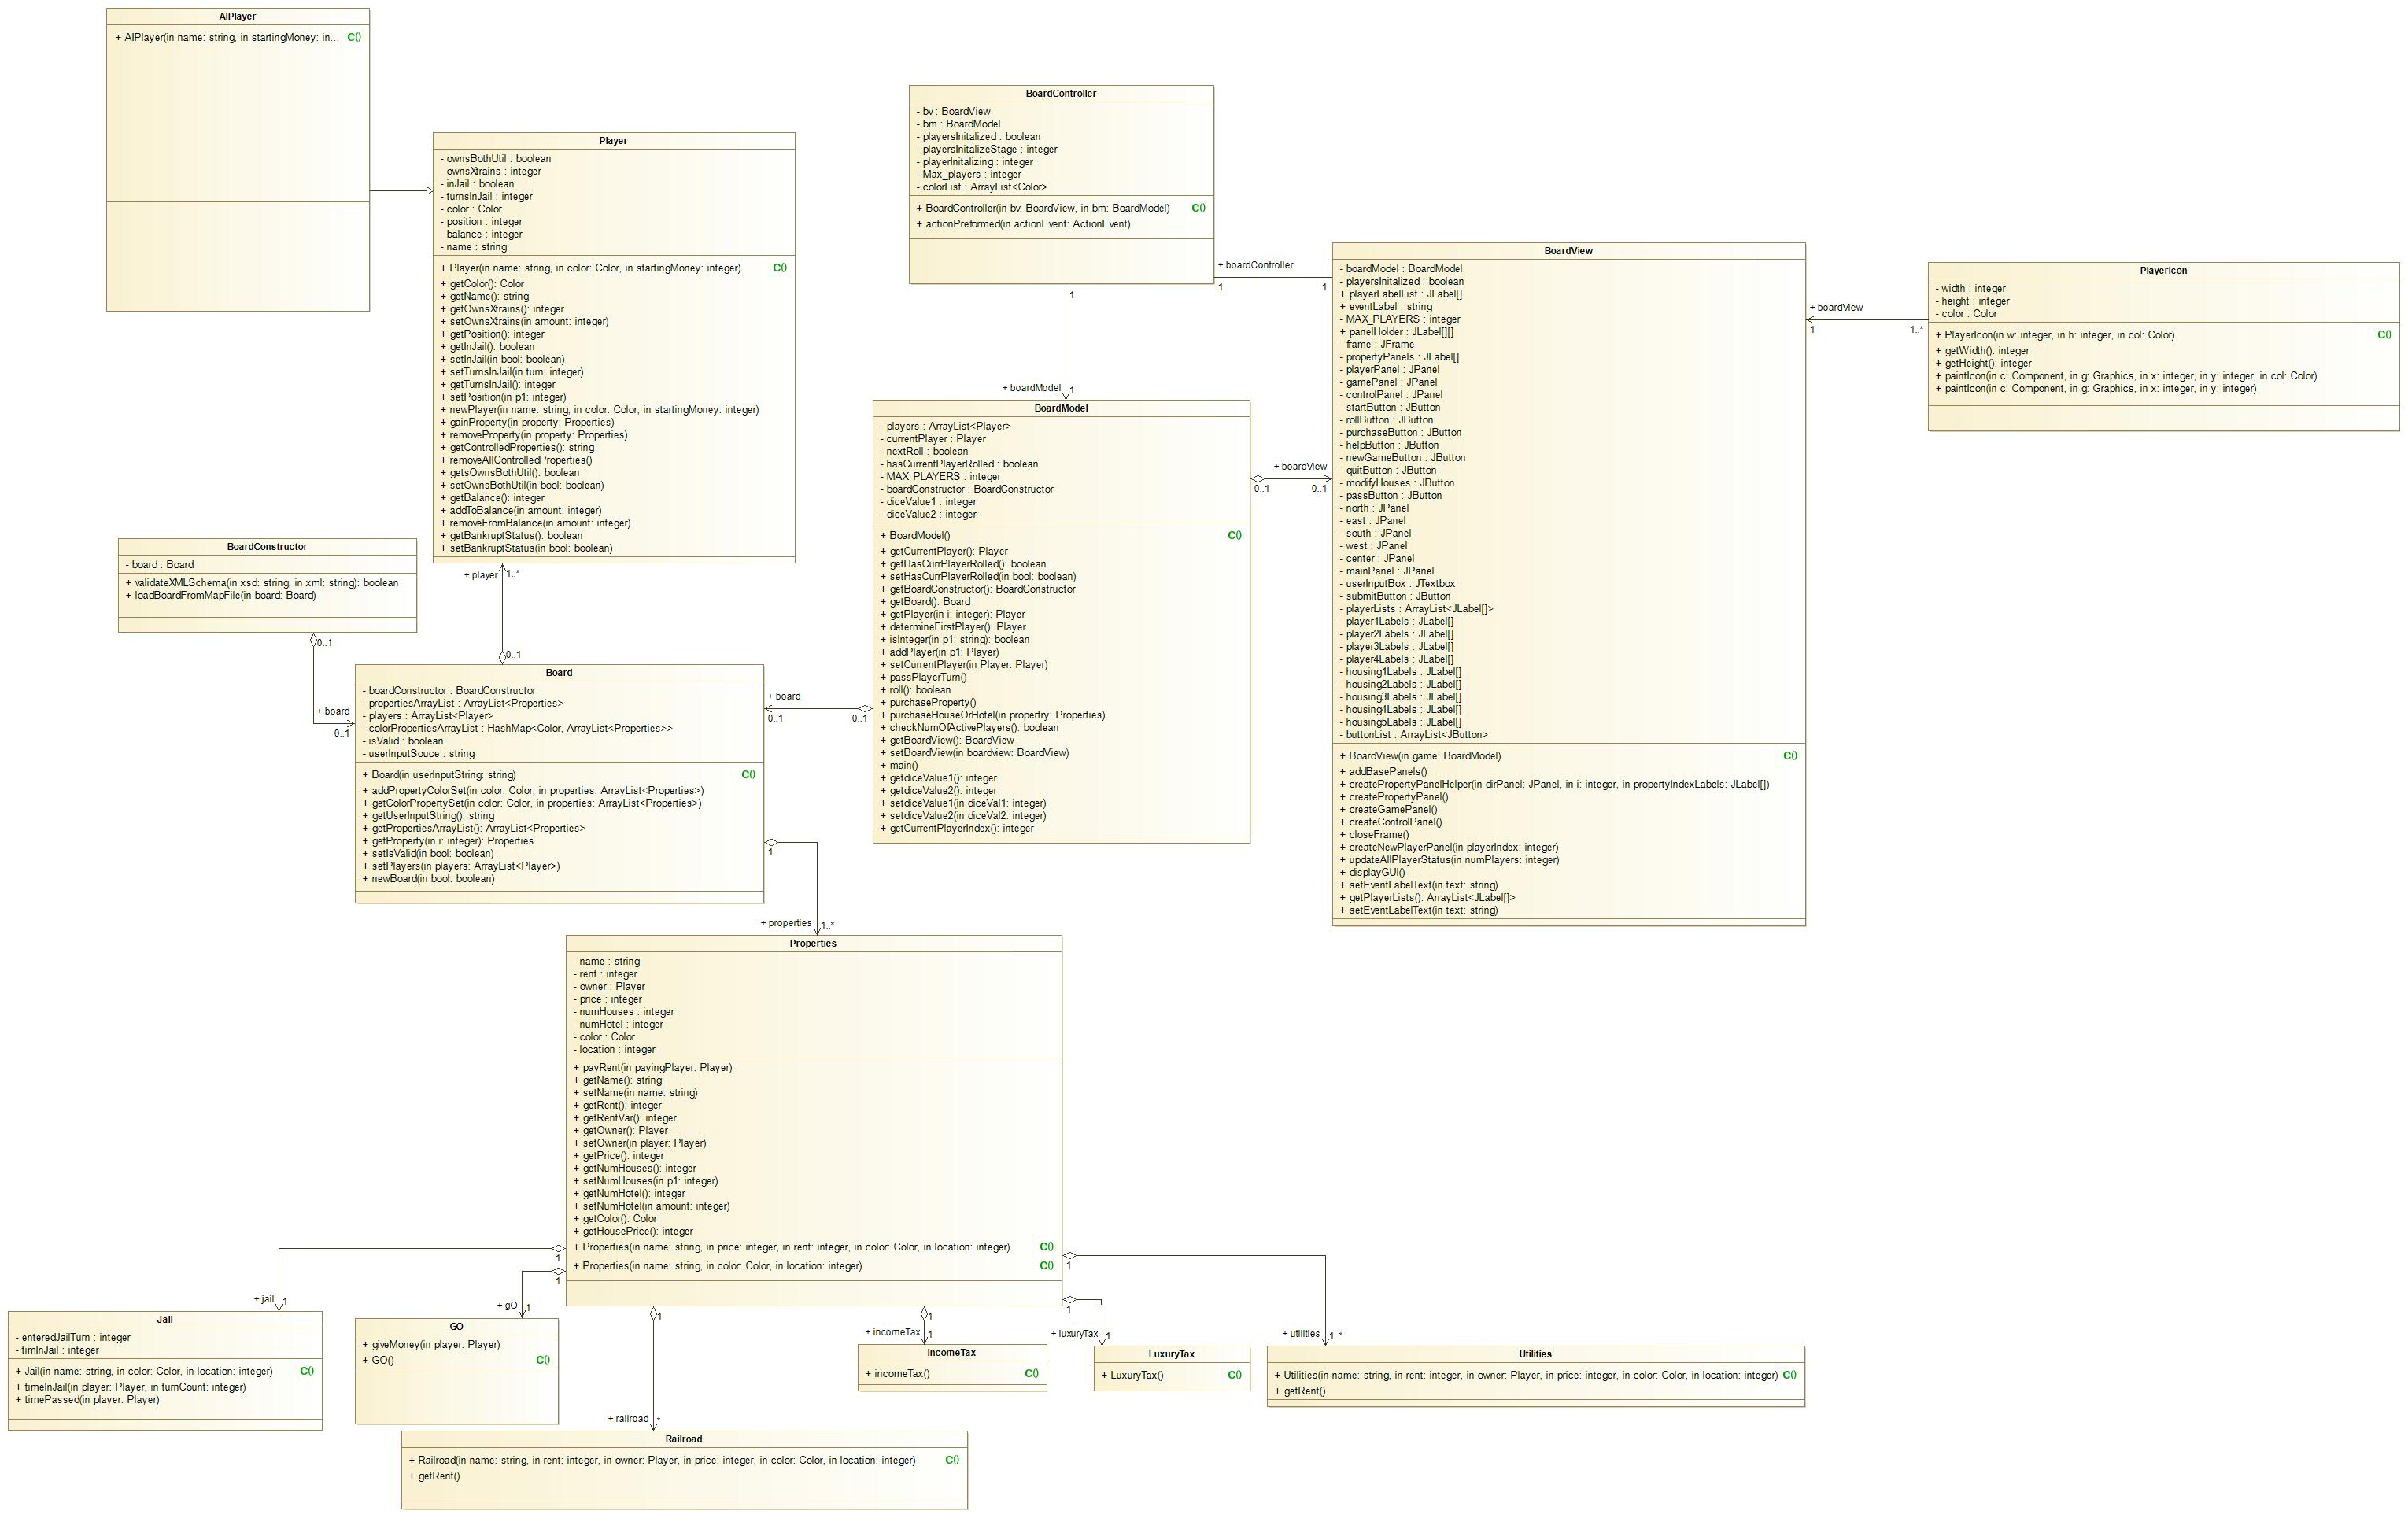 AIPlayer
+ AIPlayer(in name: string, in startingMoney: in... C()
Player
- ownsBothUtil : boolean
- ownsXtrains : integer
- inJail : boolean
- turnsInJail : integer
- color : Color
- position : integer
- balance : integer
- name : string
+ Player(in name: string, in color: Color, in startingMoney: integer) C()
+ getColor(): Color
+ getName(): string
+ getOwnsXtrains(): integer
+ setOwnsXtrains(in amount: integer)
+ getPosition(): integer
+ getInJail(): boolean
+ setInJail(in bool: boolean)
+ setTurnsInJail(in turn: integer)
+ getTurnsInJail(): integer
+ setPosition(in p1: integer)
+ newPlayer(in name: string, in color: Color, in startingMoney: integer)
+ gainProperty(in property: Properties)
+ removeProperty(in property: Properties)
+ getControlledProperties(): string
+ removeAllControlledProperties()
+ getsOwnsBothUtil(): boolean
+ setOwnsBothUtil(in bool: boolean)
+ getBalance(): integer
+ addToBalance(in amount: integer)
+ removeFromBalance(in amount: integer)
+ getBankruptStatus(): boolean
+ setBankruptStatus(in bool: boolean)
+ player
1..*
0..1
BoardController
- bv : BoardView
- bm : BoardModel
- playersInitalized : boolean
- playersInitalizeStage : integer
- playerInitalizing : integer
- Max_players : integer
- colorList : ArrayList<Color>
+ BoardController(in bv: BoardView, in bm: BoardModel) C()
+ actionPreformed(in actionEvent: ActionEvent)
+ boardController
1
1
1
+ boardModel
1
BoardModel
- players : ArrayList<Player>
- currentPlayer : Player
- nextRoll : boolean
- hasCurrentPlayerRolled : boolean
- MAX_PLAYERS : integer
- boardConstructor : BoardConstructor
- diceValue1 : integer
- diceValue2 : integer
+ BoardModel() C()
+ getCurrentPlayer(): Player
+ getHasCurrPlayerRolled(): boolean
+ setHasCurrPlayerRolled(in bool: boolean)
+ getBoardConstructor(): BoardConstructor
+ getBoard(): Board
+ getPlayer(in i: integer): Player
+ determineFirstPlayer(): Player
+ isInteger(in p1: string): boolean
+ addPlayer(in p1: Player)
+ setCurrentPlayer(in Player: Player)
+ passPlayerTurn()
+ roll(): boolean
+ purchaseProperty()
+ purchaseHouseOrHotel(in propertry: Properties)
+ checkNumOfActivePlayers(): boolean
+ getBoardView(): BoardView
+ setBoardView(in boardview: BoardView)
+ main()
+ getdiceValue1(): integer
+ getdiceValue2(): integer
+ setdiceValue1(in diceVal1: integer)
+ setdiceValue2(in diceVal2: integer)
+ getCurrentPlayerIndex(): integer
+ boardView
0..1
0..1
BoardView
- boardModel : BoardModel
- playersInitalized : boolean
+ playerLabelList : JLabel[]
+ eventLabel : string
- MAX_PLAYERS : integer
+ panelHolder : JLabel[][]
- frame : JFrame
- propertyPanels : JLabel[]
- playerPanel : JPanel
- gamePanel : JPanel
- controlPanel : JPanel
- startButton : JButton
- rollButton : JButton
- purchaseButton : JButton
- helpButton : JButton
- newGameButton : JButton
- quitButton : JButton
- modifyHouses : JButton
- passButton : JButton
- north : JPanel
- east : JPanel
- south : JPanel
- west : JPanel
- center : JPanel
- mainPanel : JPanel
- userInputBox : JTextbox
- submitButton : JButton
- playerLists : ArrayList<JLabel[]>
- player1Labels : JLabel[]
- player2Labels : JLabel[]
- player3Labels : JLabel[]
- player4Labels : JLabel[]
- housing1Labels : JLabel[]
- housing2Labels : JLabel[]
- housing3Labels : JLabel[]
- housing4Labels : JLabel[]
- housing5Labels : JLabel[]
- buttonList : ArrayList<JButton>
+ BoardView(in game: BoardModel) C()
+ addBasePanels()
+ createPropertyPanelHelper(in dirPanel: JPanel, in i: integer, in propertyIndexLabels: JLabel[])
+ createPropertyPanel()
+ createGamePanel()
+ createControlPanel()
+ closeFrame()
+ createNewPlayerPanel(in playerIndex: integer)
+ updateAllPlayerStatus(in numPlayers: integer)
+ displayGUI()
+ setEventLabelText(in text: string)
+ getPlayerLists(): ArrayList<JLabel[]>
+ setEventLabelText(in text: string)
+ boardView
1
1..*
PlayerIcon
- width : integer
- height : integer
- color : Color
+ PlayerIcon(in w: integer, in h: integer, in col: Color) C()
+ getWidth(): integer
+ getHeight(): integer
+ paintIcon(in c: Component, in g: Graphics, in x: integer, in y: integer, in col: Color)
+ paintIcon(in c: Component, in g: Graphics, in x: integer, in y: integer)
BoardConstructor
- board : Board
+ validateXMLSchema(in xsd: string, in xml: string): boolean
+ loadBoardFromMapFile(in board: Board)
0..1
+ board
0..1
Board
- boardConstructor : BoardConstructor
- propertiesArrayList : ArrayList<Properties>
- players : ArrayList<Player>
- colorPropertiesArrayList : HashMap<Color, ArrayList<Properties>>
- isValid : boolean
- userInputSouce : string
+ Board(in userInputString: string) C()
+ addPropertyColorSet(in color: Color, in properties: ArrayList<Properties>)
+ getColorPropertySet(in color: Color, in properties: ArrayList<Properties>)
+ getUserInputString(): string
+ getPropertiesArrayList(): ArrayList<Properties>
+ getProperty(in i: integer): Properties
+ setIsValid(in bool: boolean)
+ setPlayers(in players: ArrayList<Player>)
+ newBoard(in bool: boolean)
+ board
0..1
0..1
1
+ properties
1..*
Properties
- name : string
- rent : integer
- owner : Player
- price : integer
- numHouses : integer
- numHotel : integer
- color : Color
- location : integer
+ payRent(in payingPlayer: Player)
+ getName(): string
+ setName(in name: string)
+ getRent(): integer
+ getRentVar(): integer
+ getOwner(): Player
+ setOwner(in player: Player)
+ getPrice(): integer
+ getNumHouses(): integer
+ setNumHouses(in p1: integer)
+ getNumHotel(): integer
+ setNumHotel(in amount: integer)
+ getColor(): Color
+ getHousePrice(): integer
+ Properties(in name: string, in price: integer, in rent: integer, in color: Color, in location: integer) C()
+ Properties(in name: string, in color: Color, in location: integer) C()
1
1
1
1
1
1
+ jail
1
Jail
- enteredJailTurn : integer
- timInJail : integer
+ Jail(in name: string, in color: Color, in location: integer) C()
+ timeInJail(in player: Player, in turnCount: integer)
+ timePassed(in player: Player)
+ gO
1
GO
+ giveMoney(in player: Player)
+ GO() C()
+ railroad
*
Railroad
+ Railroad(in name: string, in rent: integer, in owner: Player, in price: integer, in color: Color, in location: integer) C()
+ getRent()
+ incomeTax
1
IncomeTax
+ incomeTax() C()
+ luxuryTax
1
LuxuryTax
+ LuxuryTax() C()
+ utilities
1..*
Utilities
+ Utilities(in name: string, in rent: integer, in owner: Player, in price: integer, in color: Color, in location: integer) C()
+ getRent()